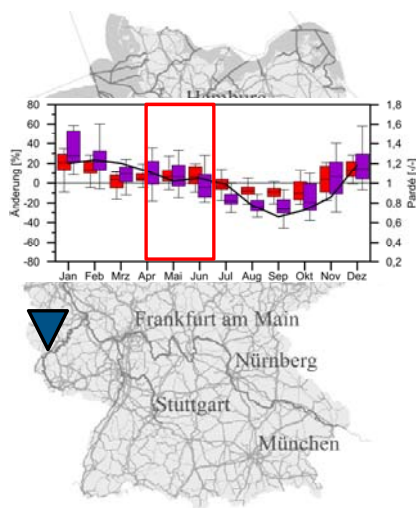 Hamburg
80
60
40
20
0
-20
-40
-60
-80
Änderung [%]
1,8
1,6
1,4
1,2
1
0,8
0,6
0,4
0,2
Pardé [-/-]
Jan Feb Mrz Apr Mai Jun Jul Aug Sep Okt Nov Dez
Frankfurt am Main
Nürnberg
Stuttgart
München